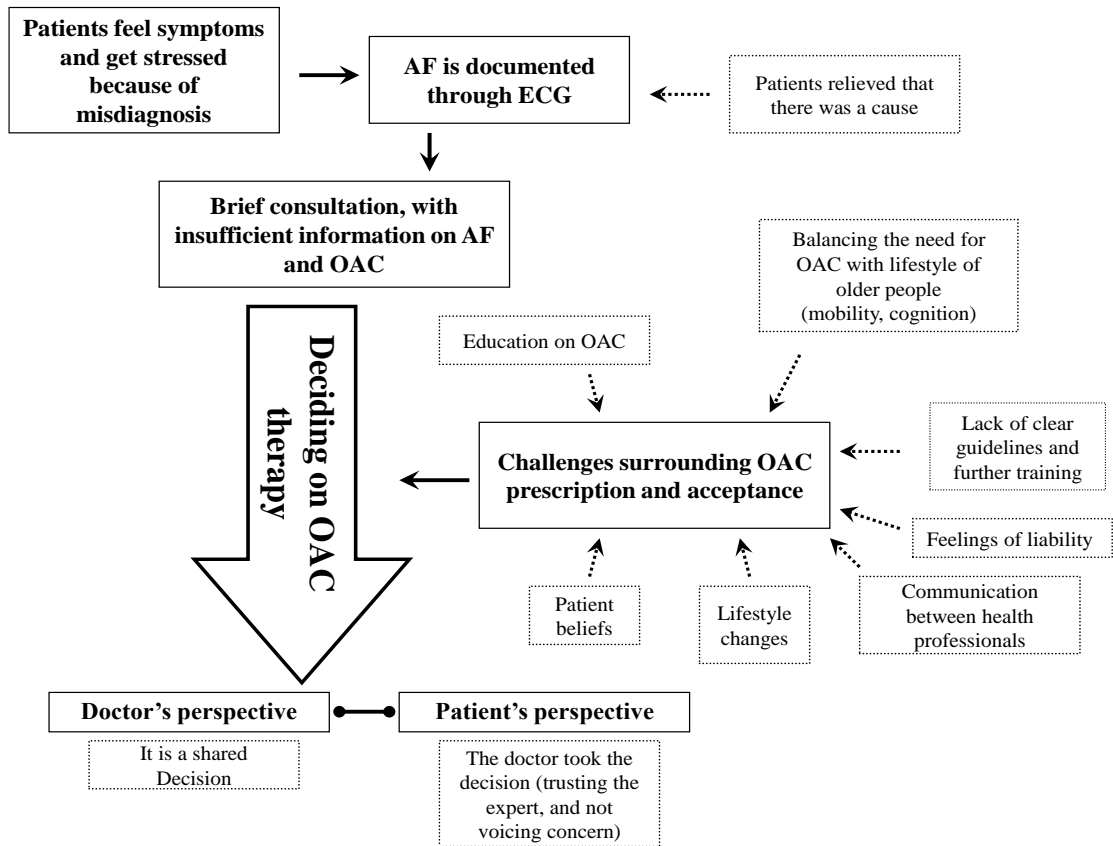 Patients feel symptoms
and get stressed
because of
misdiagnosis
AF is documented
through ECG
Patients relieved that
there was a cause
Brief consultation, with
insufficient information on AF
and OAC
Balancing the need for
OAC with lifestyle of
older people
(mobility, cognition)
Education on OAC
Deciding on OAC
therapy
Challenges surrounding OAC
prescription and acceptance
Lack of clear
guidelines and
further training
Feelings of liability
Communication
between health
professionals
Patient
beliefs
Lifestyle
changes
Doctor’s perspective
Patient’s perspective
It is a shared
Decision
The doctor took the
decision (trusting the
expert, and not
voicing concern)